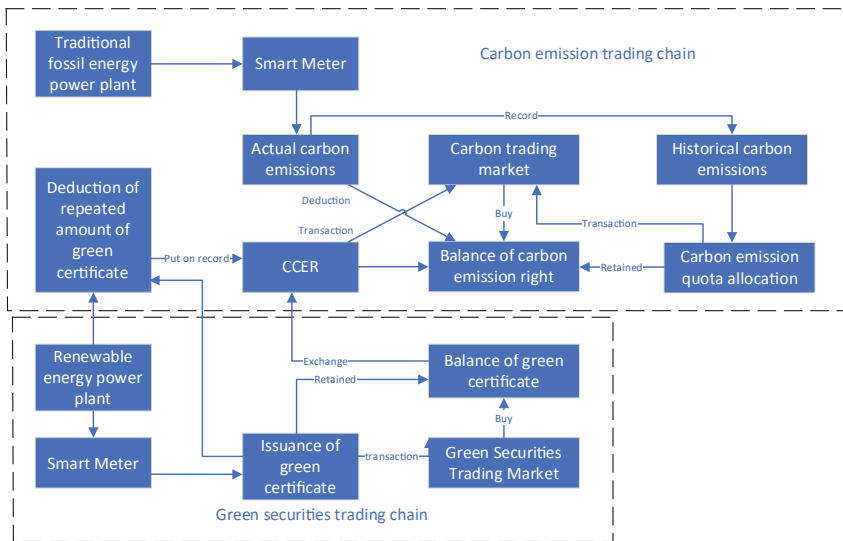 Traditional
fossil energy
power plant
Smart Meter
Carbon emission trading chain
Record
Actual carbon
emissions
Carbon trading
market
Historical carbon
emissions
Deduction of
repeated
amount of
green
certificate
Deduction
Buy
Transaction
Transaction
Put on record
CCER
Balance of carbon
emission right
Retained
Carbon emission
quota allocation
Renewable
energy power
plant
Exchange
Retained
Balance of green
certificate
Buy
Smart Meter
Issuance of
green
certificate
transaction
Green Securities
Trading Market
Green securities trading chain